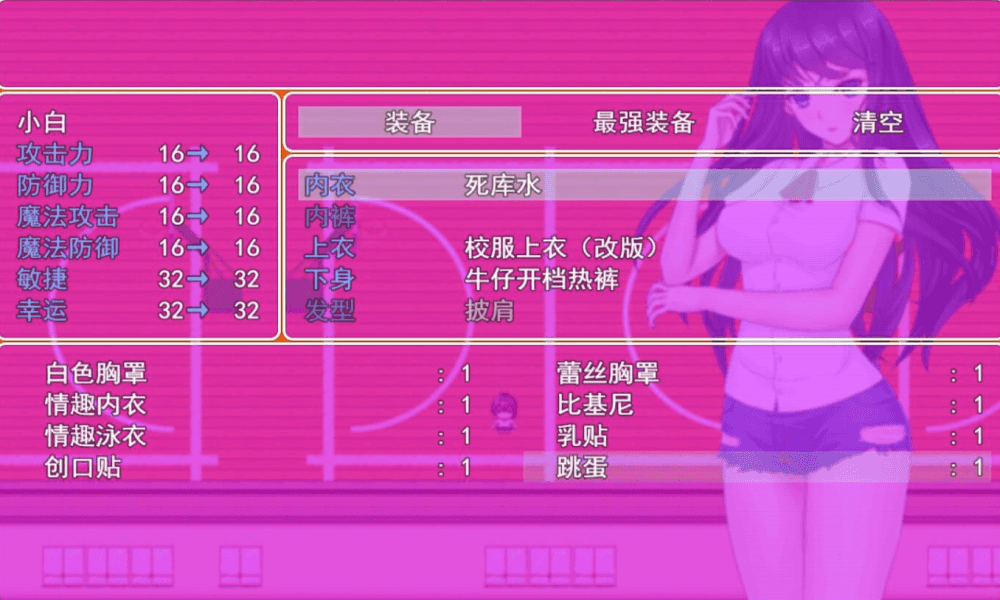 小白
攻击力 16→ 16
防御力 16→ 16
魔法攻击 16→ 16
魔法防御 16→ 16
敏捷 32→ 32
幸运 32→ 32
装备 最强装备 清空
内衣 死库水
内裤
上衣 校服上衣（改版）
下身 牛仔开档热裤
发型 披肩
白色胸罩 : 1 蕾丝胸罩 : 1
情趣内衣 : 1 比基尼 : 1
情趣泳衣 : 1 乳贴 : 1
创口贴 : 1 跳蛋 : 1